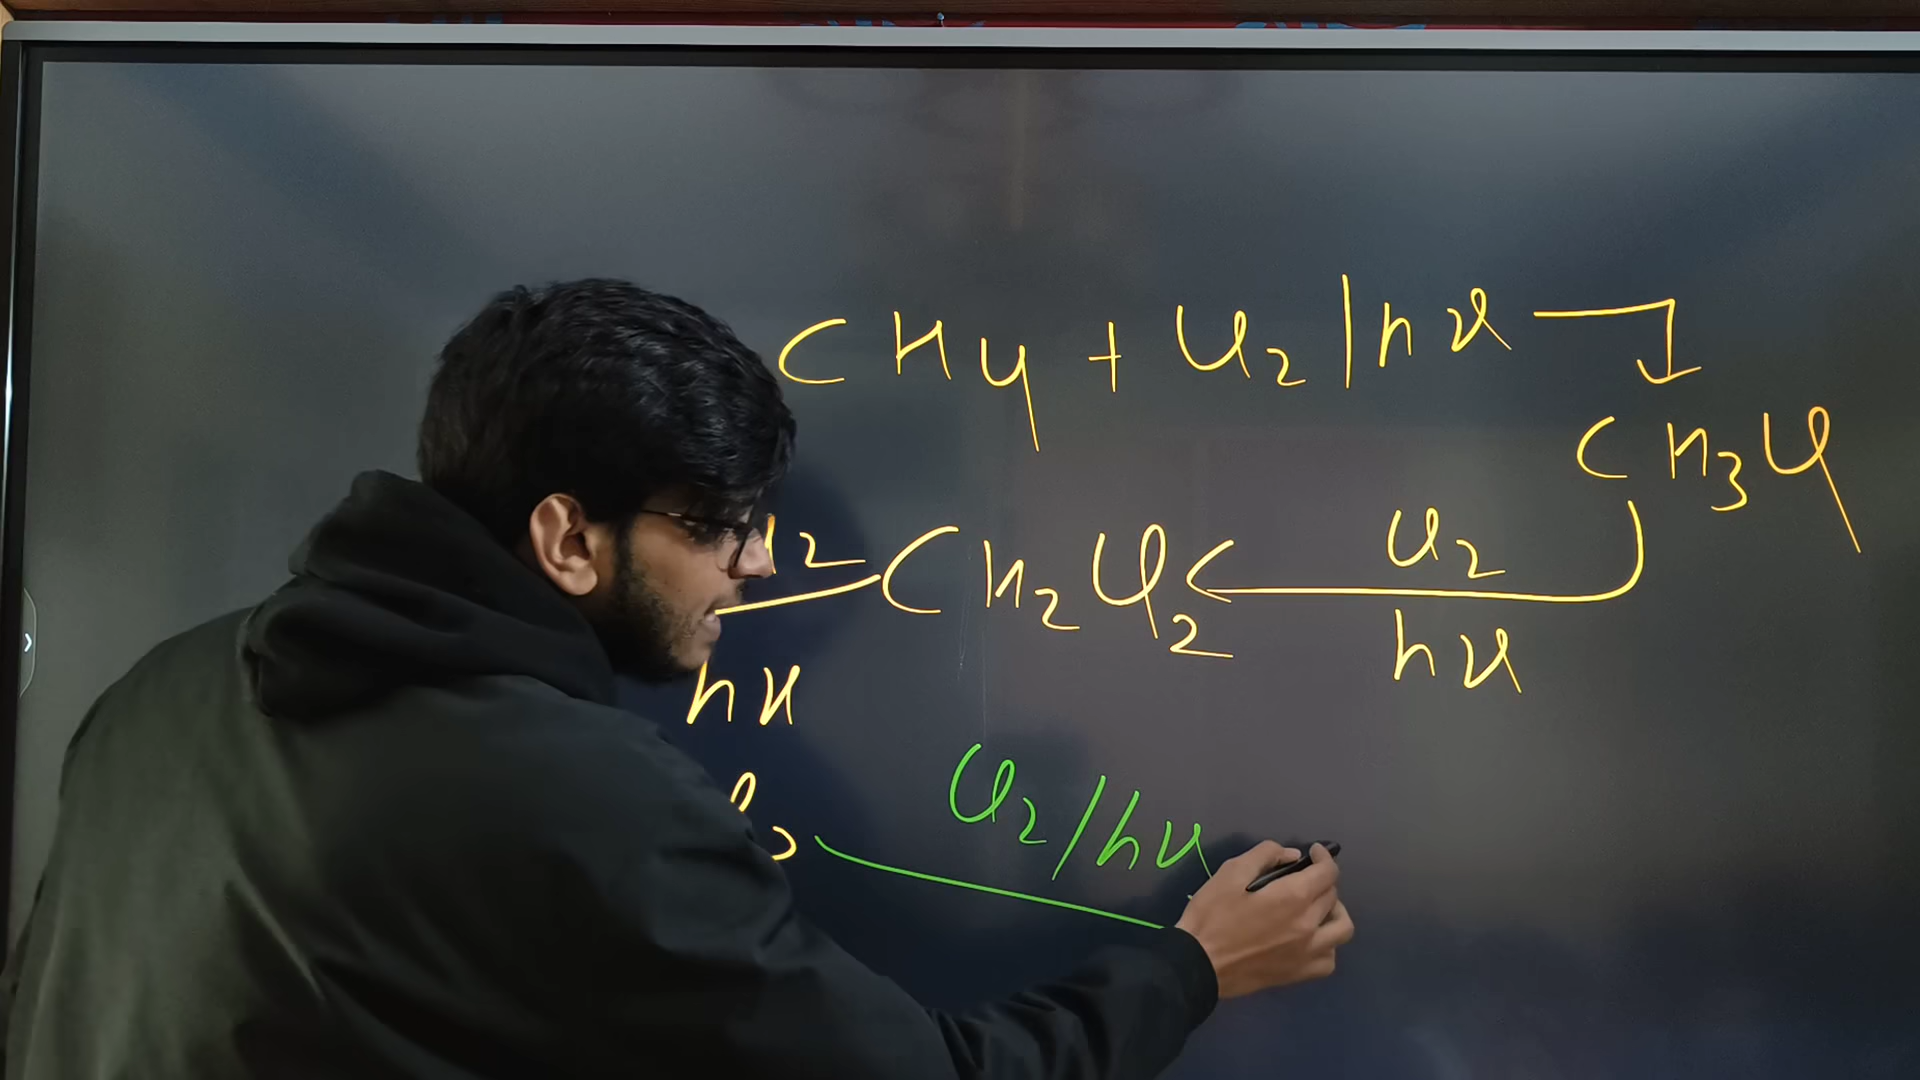 CH4 + Cl2 | hν
CH3Cl
Cl2
CH2Cl2
hν
hν
Cl2/hν